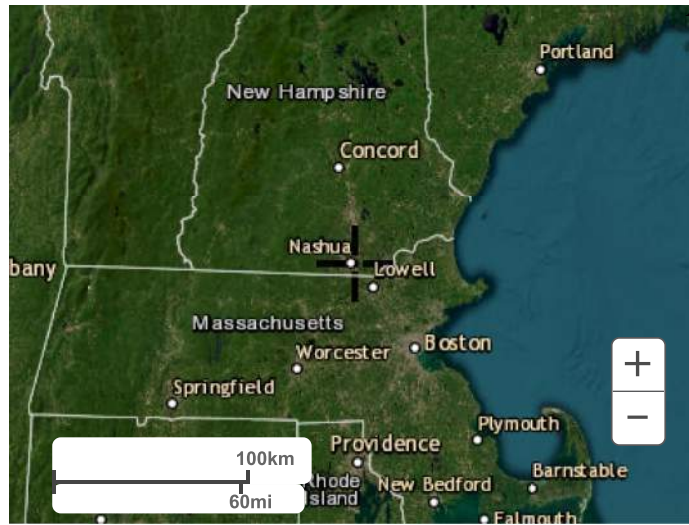 Portland
New Hampshire
Concord
Nashua
bany
Lowell
Massachusetts
Boston
Worcester
+
Springfield
−
Plymouth
Providence
100km
Barnstable
Rhode
New Bedford
Island
60mi
Falmouth